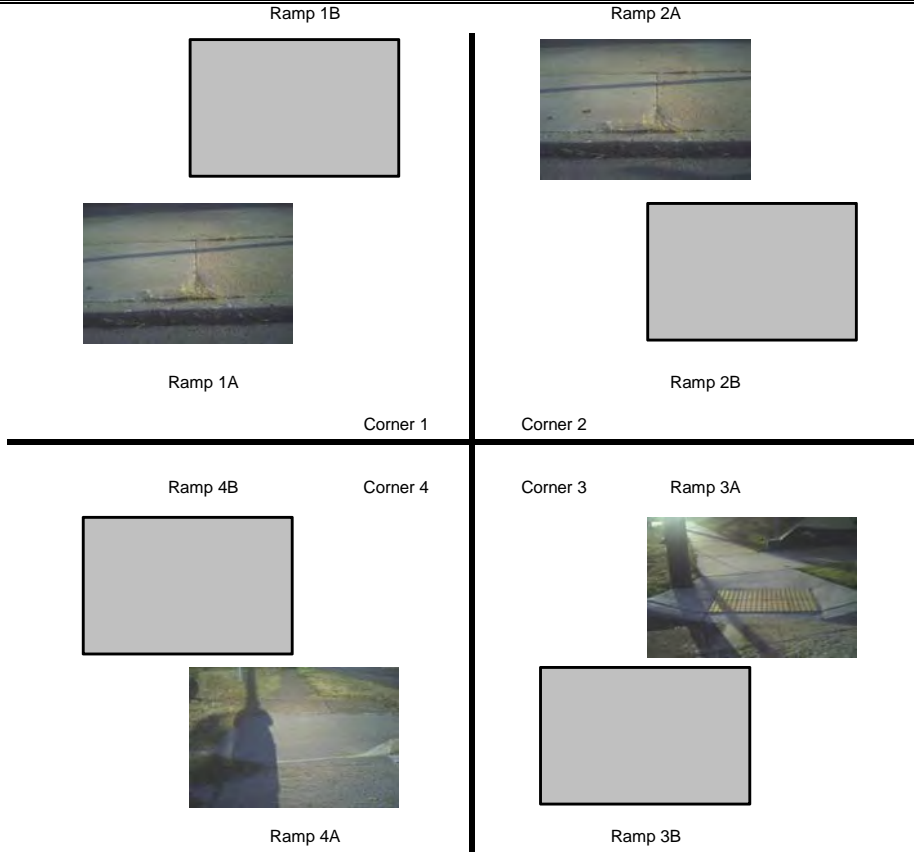 Ramp 1B
Ramp 2A
Ramp 1A
Ramp 2B
Corner 1
Corner 2
Ramp 4B
Corner 4
Corner 3
Ramp 3A
Ramp 4A
Ramp 3B